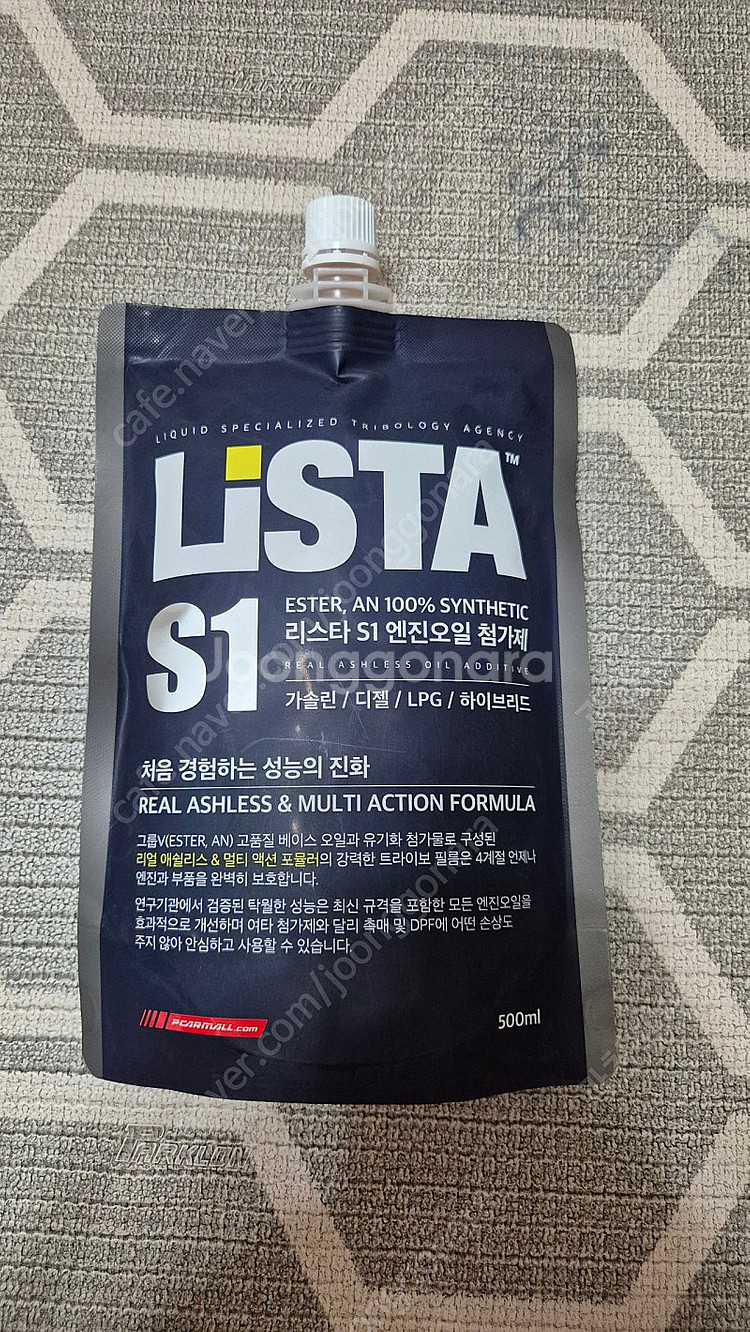 PARKLON
LIQUID SPECIALIZED TRIBOLOGY AGENCY
LiSTA™
S1
ESTER, AN 100% SYNTHETIC
리스타 S1 엔진오일 첨가제
REAL ASHLESS OIL ADDITIVE
Joonggonara
가솔린 / 디젤 / LPG / 하이브리드
처음 경험하는 성능의 진화
REAL ASHLESS & MULTI ACTION FORMULA
그룹V(ESTER, AN) 고품질 베이스 오일과 유기화 첨가물로 구성된
리얼 애쉴리스 & 멀티 액션 포뮬러의 강력한 트라이보 필름은 4계절 언제나
엔진과 부품을 완벽히 보호합니다.
연구기관에서 검증된 탁월한 성능은 최신 규격을 포함한 모든 엔진오일을
효과적으로 개선하며 여타 첨가제와 달리 촉매 및 DPF에 어떤 손상도
주지 않아 안심하고 사용할 수 있습니다.
PCARMALL.com
500ml
PARKLON
cafe.naver.com/joonggonara